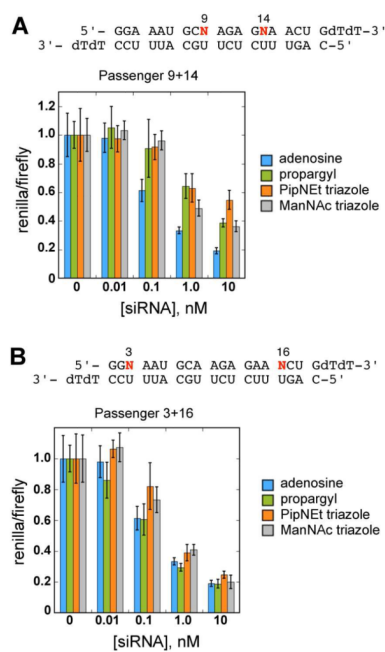 A
9 14
5'- GGA AAU GCN AGA GNA ACU GdTdT-3'
3'- dTdT CCU UUA CGU UCU CUU UGA C-5'
Passenger 9+14
renilla/firefly
1.2
1.0
0.8
0.6
0.4
0.2
0
adenosine
propargyl
PipNEt triazole
ManNAc triazole
0 0.01 0.1 1.0 10
[siRNA], nM
B
3 16
5'- GGN AAU GCA AGA GAA NCU GdTdT-3'
3'- dTdT CCU UUA CGU UCU CUU UGA C-5'
Passenger 3+16
renilla/firefly
1.0
0.8
0.6
0.4
0.2
0
adenosine
propargyl
PipNEt triazole
ManNAc triazole
0 0.01 0.1 1.0 10
[siRNA], nM